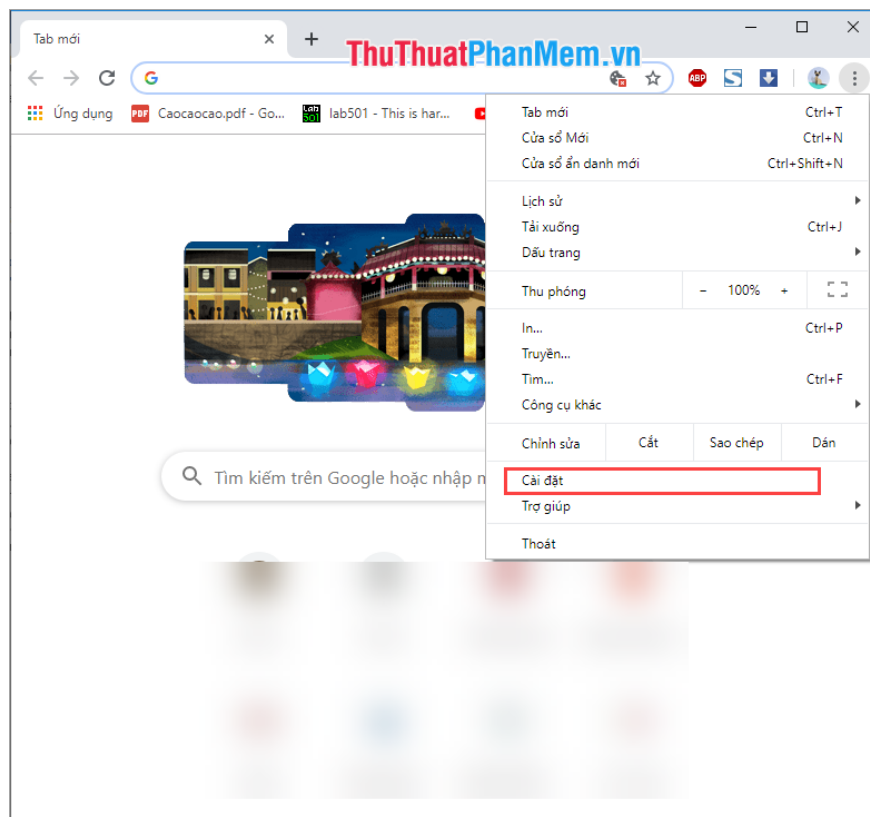 Tab mới
ThuThuatPhanMem.vn
G
ABP
S
Ứng dụng
PDF Caocaocao.pdf - Go...
Lab 501 lab501 - This is har...
Tab mới Ctrl+T
Cửa sổ Mới Ctrl+N
Cửa sổ ẩn danh mới Ctrl+Shift+N
Lịch sử
Tải xuống Ctrl+J
Dấu trang
Thu phóng - 100% +
In... Ctrl+P
Truyền...
Tìm... Ctrl+F
Công cụ khác
Chỉnh sửa Cắt Sao chép Dán
Cài đặt
Trợ giúp
Thoát
Tìm kiếm trên Google hoặc nhập